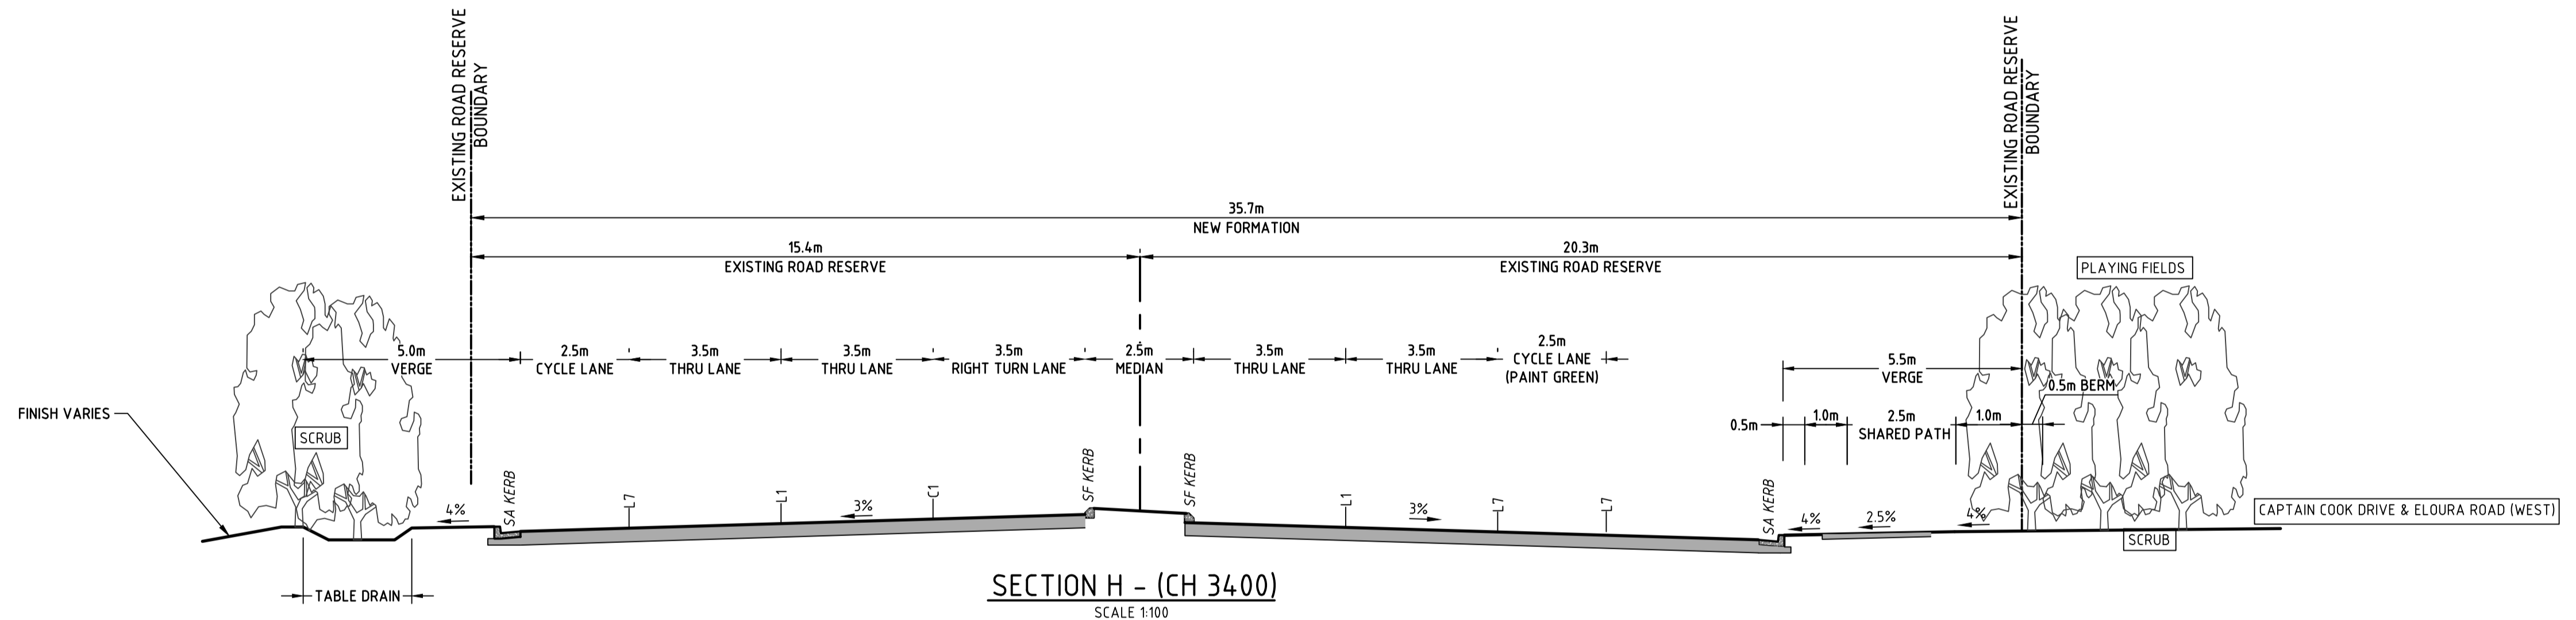 EXISTING ROAD RESERVE
BOUNDARY
EXISTING ROAD RESERVE
BOUNDARY
35.7m
NEW FORMATION
15.4m
EXISTING ROAD RESERVE
20.3m
EXISTING ROAD RESERVE
PLAYING FIELDS
5.0m
VERGE
2.5m
CYCLE LANE
3.5m
THRU LANE
3.5m
THRU LANE
3.5m
RIGHT TURN LANE
2.5m
MEDIAN
3.5m
THRU LANE
3.5m
THRU LANE
2.5m
CYCLE LANE
(PAINT GREEN)
5.5m
VERGE
0.5m BERM
FINISH VARIES
SCRUB
0.5m
1.0m
2.5m
SHARED PATH
1.0m
4%
SA KERB
L7
L1
3%
C1
SF KERB
SF KERB
L1
3%
L7
L7
SA KERB
4%
2.5%
4%
CAPTAIN COOK DRIVE & ELOURA ROAD (WEST)
SCRUB
TABLE DRAIN
SECTION H - (CH 3400)
SCALE 1:100